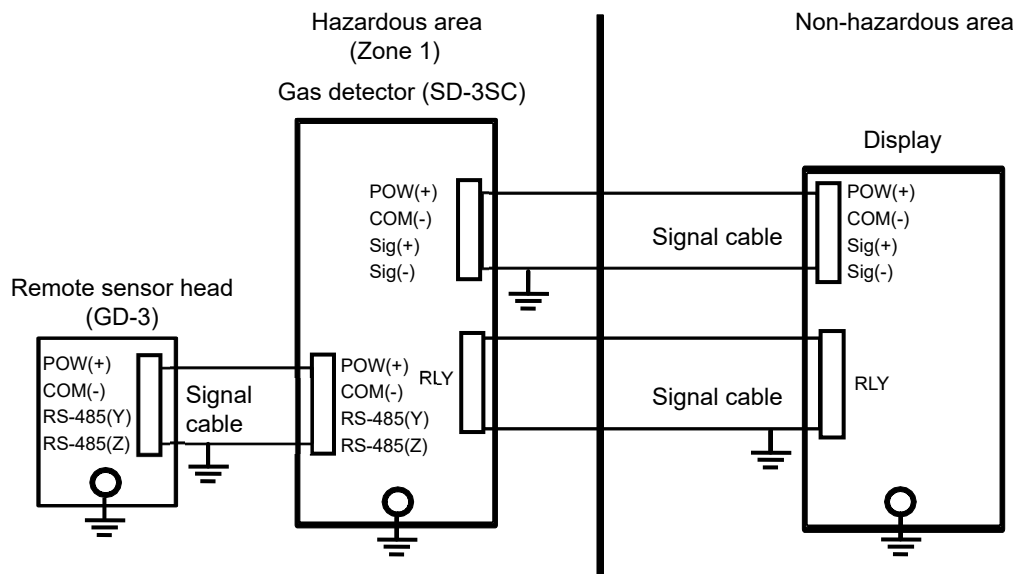 Hazardous area
(Zone 1)
Non-hazardous area
Gas detector (SD-3SC)
Display
POW(+)
COM(-)
Sig(+)
Sig(-)
Signal cable
POW(+)
COM(-)
Sig(+)
Sig(-)
Remote sensor head
(GD-3)
POW(+)
COM(-)
RS-485(Y)
RS-485(Z)
Signal
cable
POW(+)
COM(-)
RS-485(Y)
RS-485(Z)
RLY
Signal cable
RLY